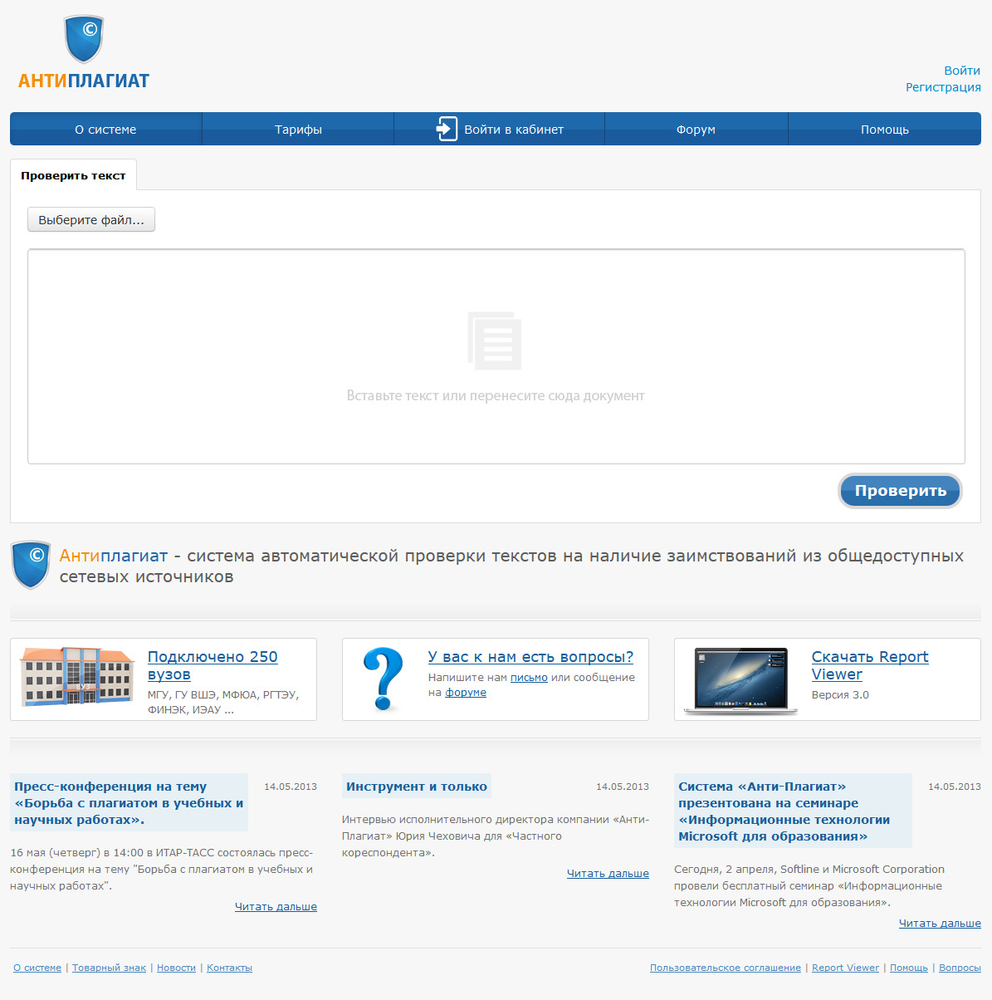 ©
АНТИПЛАГИАТ
Войти
Регистрация
О системе
Тарифы
Войти в кабинет
Форум
Помощь
Проверить текст
Выберите файл...
Вставьте текст или перенесите сюда документ
Проверить
©
Антиплагиат - система автоматической проверки текстов на наличие заимствований из общедоступных
сетевых источников
ВУЗ
Подключено 250
вузов
МГУ, ГУ ВШЭ, МФЮА, РГТЭУ,
ФИНЭК, ИЭАУ ...
У вас к нам есть вопросы?
Напишите нам письмо или сообщение
на форуме
Скачать Report
Viewer
Версия 3.0
Пресс-конференция на тему
«Борьба с плагиатом в учебных и
научных работах».
14.05.2013
16 мая (четверг) в 14:00 в ИТАР-ТАСС состоялась пресс-
конференция на тему "Борьба с плагиатом в учебных и
научных работах".
Читать дальше
Инструмент и только
14.05.2013
Интервью исполнительного директора компании «Анти-
Плагиат» Юрия Чеховича для «Частного
кореспондента».
Читать дальше
Система «Анти-Плагиат»
презентована на семинаре
«Информационные технологии
Microsoft для образования»
14.05.2013
Сегодня, 2 апреля, Softline и Microsoft Corporation
провели бесплатный семинар «Информационные
технологии Microsoft для образования».
Читать дальше
О системе | Товарный знак | Новости | Контакты
Пользовательское соглашение | Report Viewer | Помощь | Вопросы